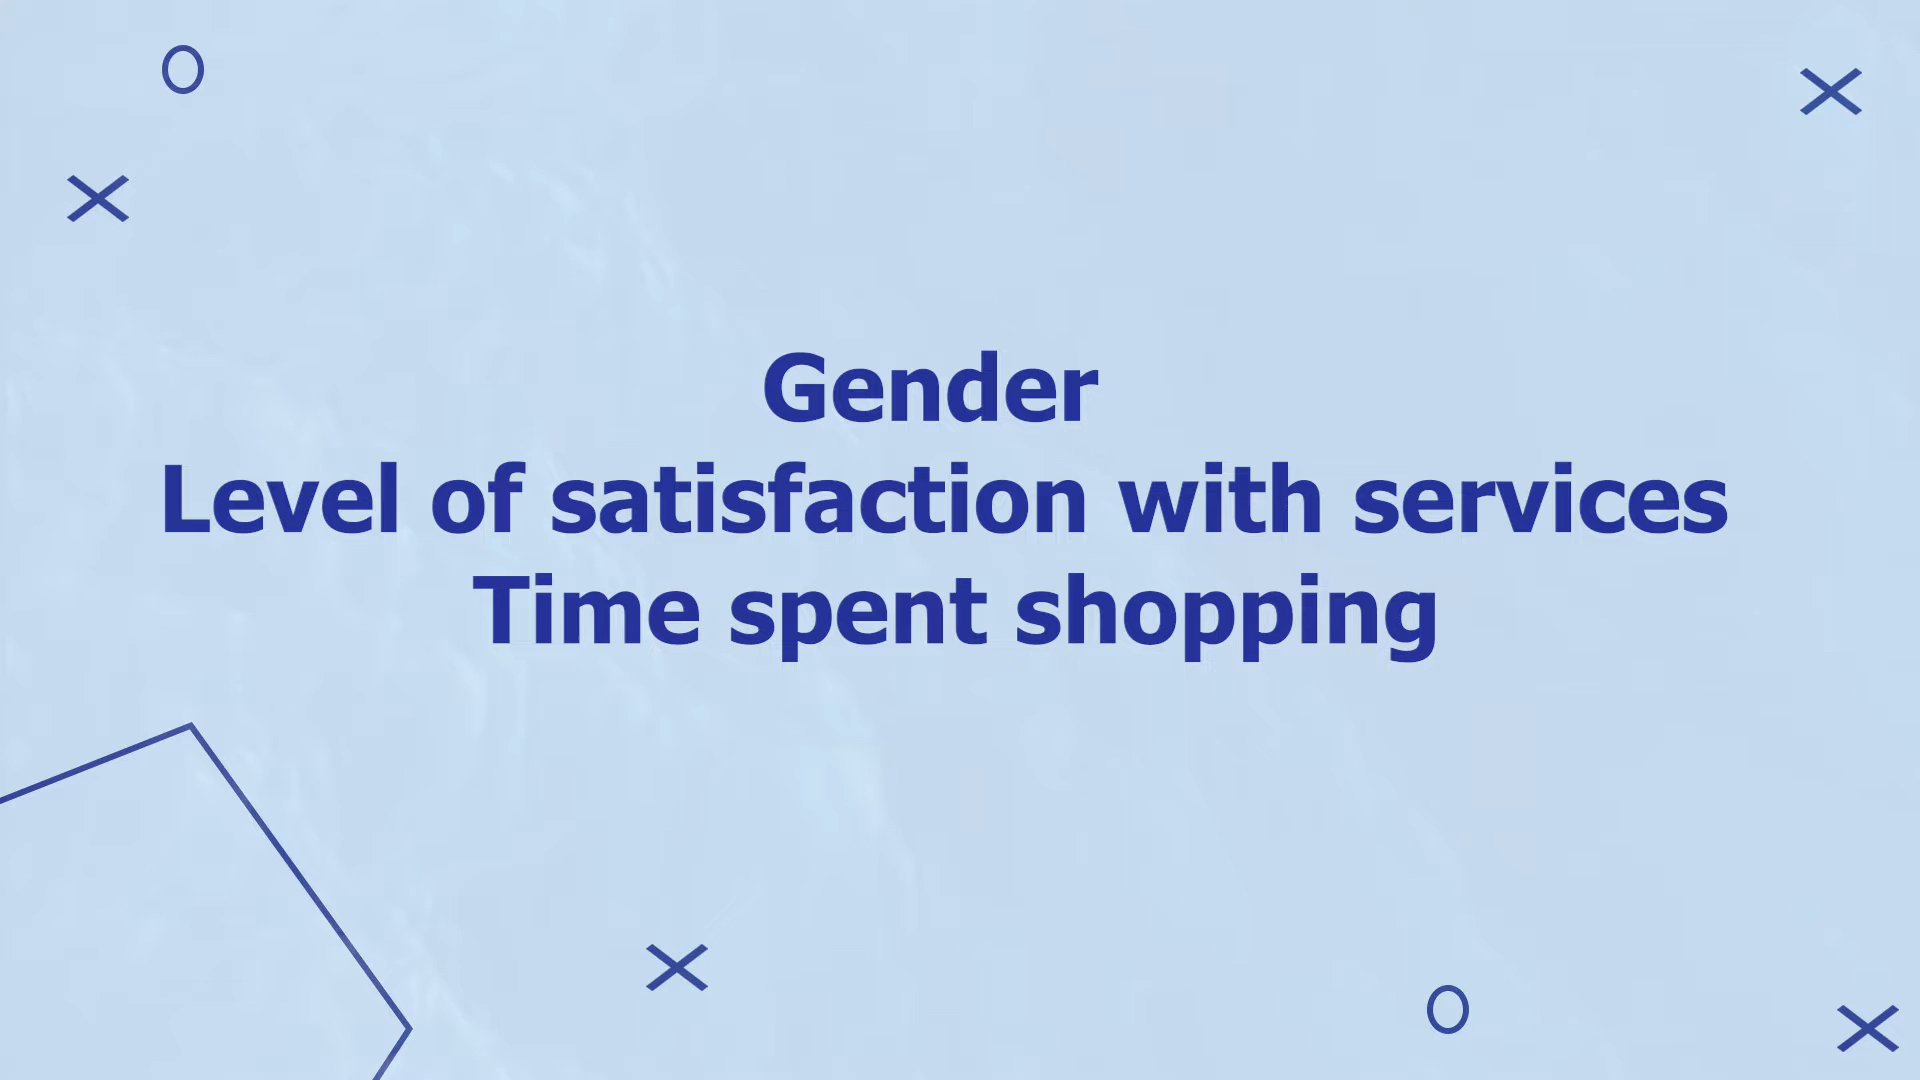 Gender
Level of satisfaction with services
Time spent shopping